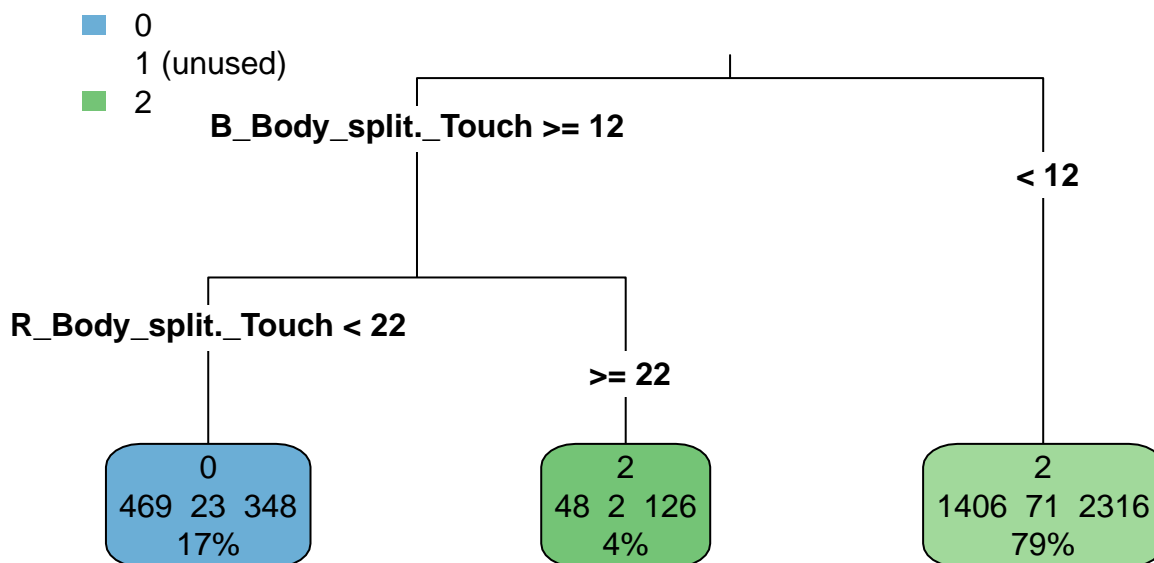 0
1 (unused)
2
B_Body_split._Touch >= 12
< 12
R_Body_split._Touch < 22
>= 22
0
469 23 348
17%
2
48 2 126
4%
2
1406 71 2316
79%